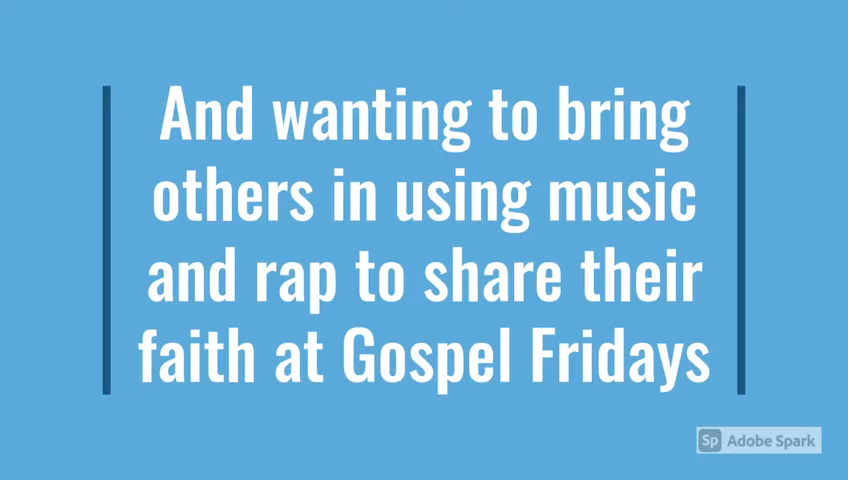 And wanting to bring
others in using music
and rap to share their
faith at Gospel Fridays
Sp Adobe Spark